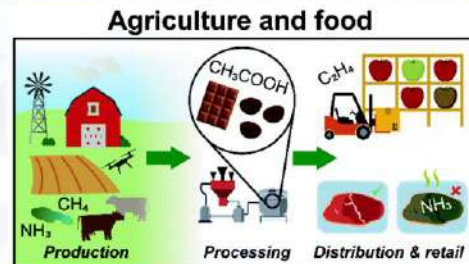 Agriculture and food
CH₃COOH
C₂H₄
CH₄
NH₃
NH₃
Production
Processing
Distribution & retail